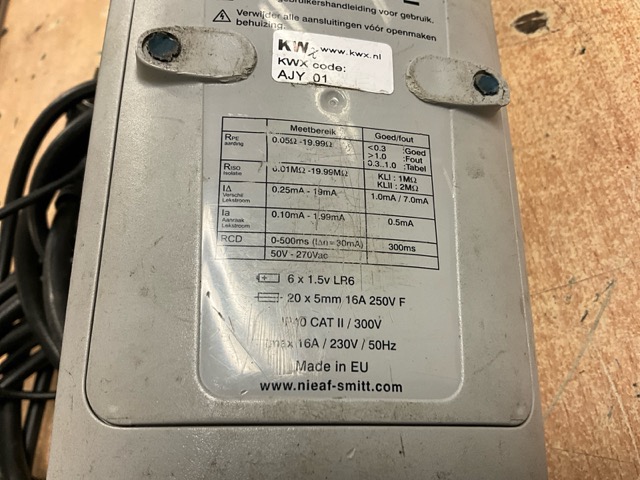 gebruikershandleiding voor gebruik.
Verwijder alle aansluitingen vóór openmaken
behuizing.
KWx www.kwx.nl
KWX code:
AJY 01
Meetbereik Goed/fout
RPE aarding 0.05Ω -19.99Ω <0.3 :Goed
>1.0 :Fout
0.3..1.0 :Tabel
RISO Isolatie 0.01MΩ -19.99MΩ KLI : 1MΩ
KLII : 2MΩ
IΔ Verschil Lekstroom 0.25mA - 19mA 1.0mA / 7.0mA
Ia Aanraak Lekstroom 0.10mA - 1.99mA 0.5mA
RCD 0-500ms (Idn=30mA) 300ms
50V - 270Vac
6 x 1.5v LR6
20 x 5mm 16A 250V F
IP40 CAT II / 300V
Imax 16A / 230V / 50Hz
Made in EU
www.nieaf-smitt.com